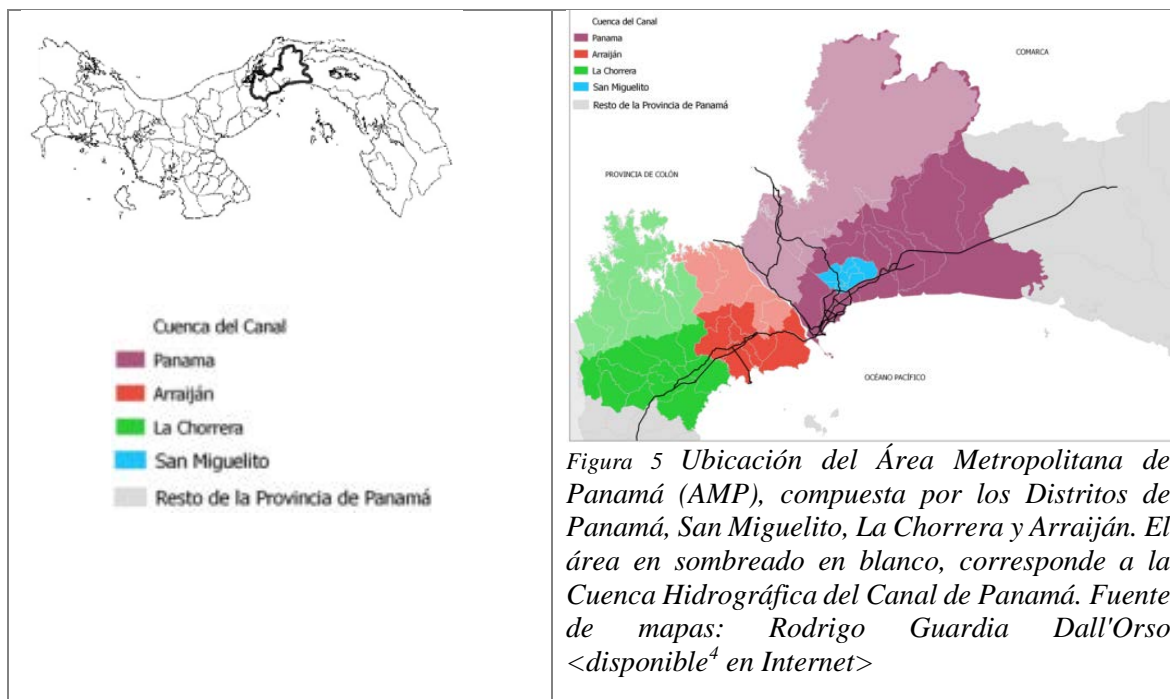 Cuenca del Canal
Panama
Arraiján
La Chorrera
San Miguelito
Resto de la Provincia de Panamá
Cuenca del Canal
Panama
Arraiján
La Chorrera
San Miguelito
Resto de la Provincia de Panamá
COMARCA
PROVINCIA DE COLÓN
OCÉANO PACÍFICO
Figura 5 Ubicación del Área Metropolitana de
Panamá (AMP), compuesta por los Distritos de
Panamá, San Miguelito, La Chorrera y Arraiján. El
área en sombreado en blanco, corresponde a la
Cuenca Hidrográfica del Canal de Panamá. Fuente
de mapas: Rodrigo Guardia Dall'Orso
<disponible4 en Internet>